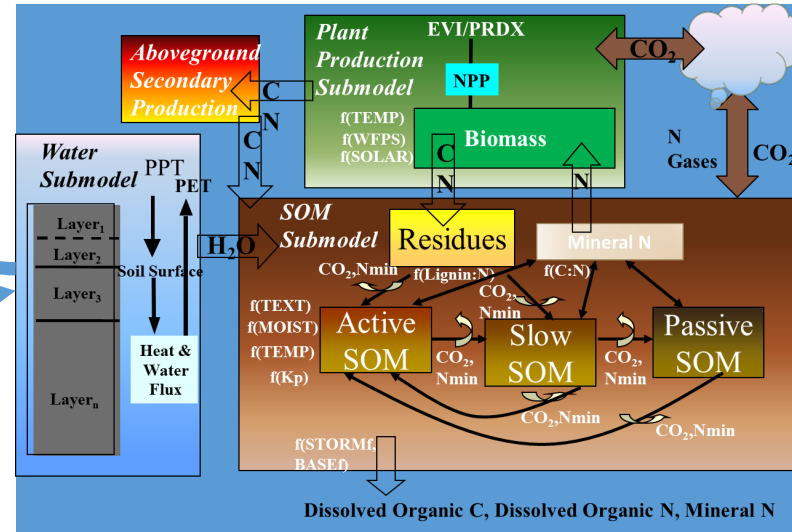 EVI/PRDX
Plant
Production
Submodel
NPP
f(TEMP)
f(WFPS)
f(SOLAR)
Biomass
Aboveground
Secondary
Production
C
N
C
N
C
N
N
CO2
N
Gases
CO2
Water
Submodel
PPT
PET
Layer1
Layer2
Soil Surface
Layer3
Heat &
Water
Flux
Layern
H2O
SOM
Submodel
Residues
Mineral N
f(Lignin:N)
f(C:N)
CO2,Nmin
CO2,
Nmin
f(TEXT)
f(MOIST)
f(TEMP)
f(Kp)
Active
SOM
CO2,
Nmin
Slow
SOM
CO2,
Nmin
Passive
SOM
CO2,Nmin
CO2,Nmin
f(STORMf,
BASEf)
Dissolved Organic C, Dissolved Organic N, Mineral N